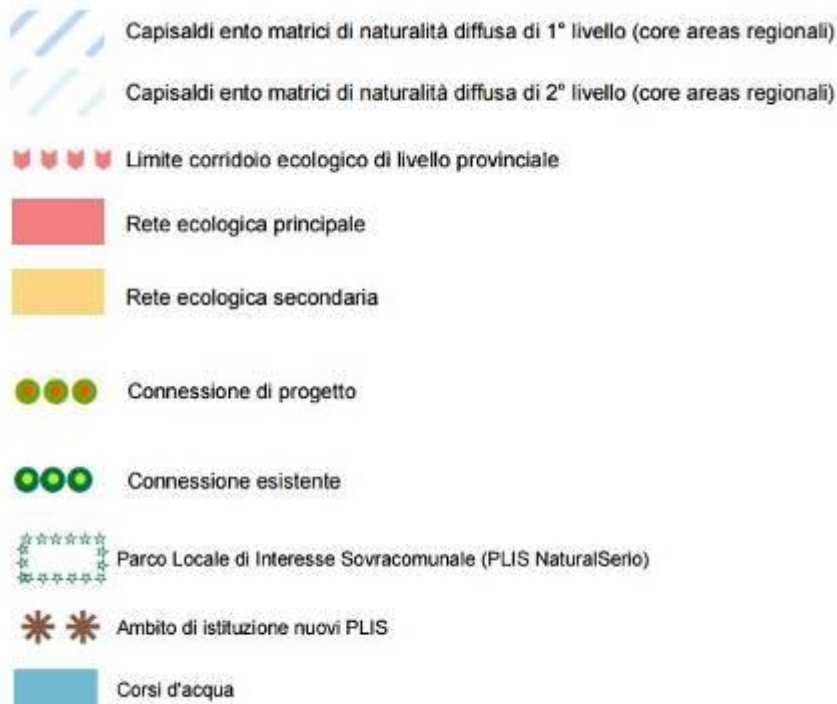 Capisaldi ento matrici di naturalità diffusa di 1° livello (core areas regionali)
Capisaldi ento matrici di naturalità diffusa di 2° livello (core areas regionali)
Limite corridoio ecologico di livello provinciale
Rete ecologica principale
Rete ecologica secondaria
Connessione di progetto
Connessione esistente
Parco Locale di Interesse Sovracomunale (PLIS NaturalSerio)
Ambito di istituzione nuovi PLIS
Corsi d'acqua